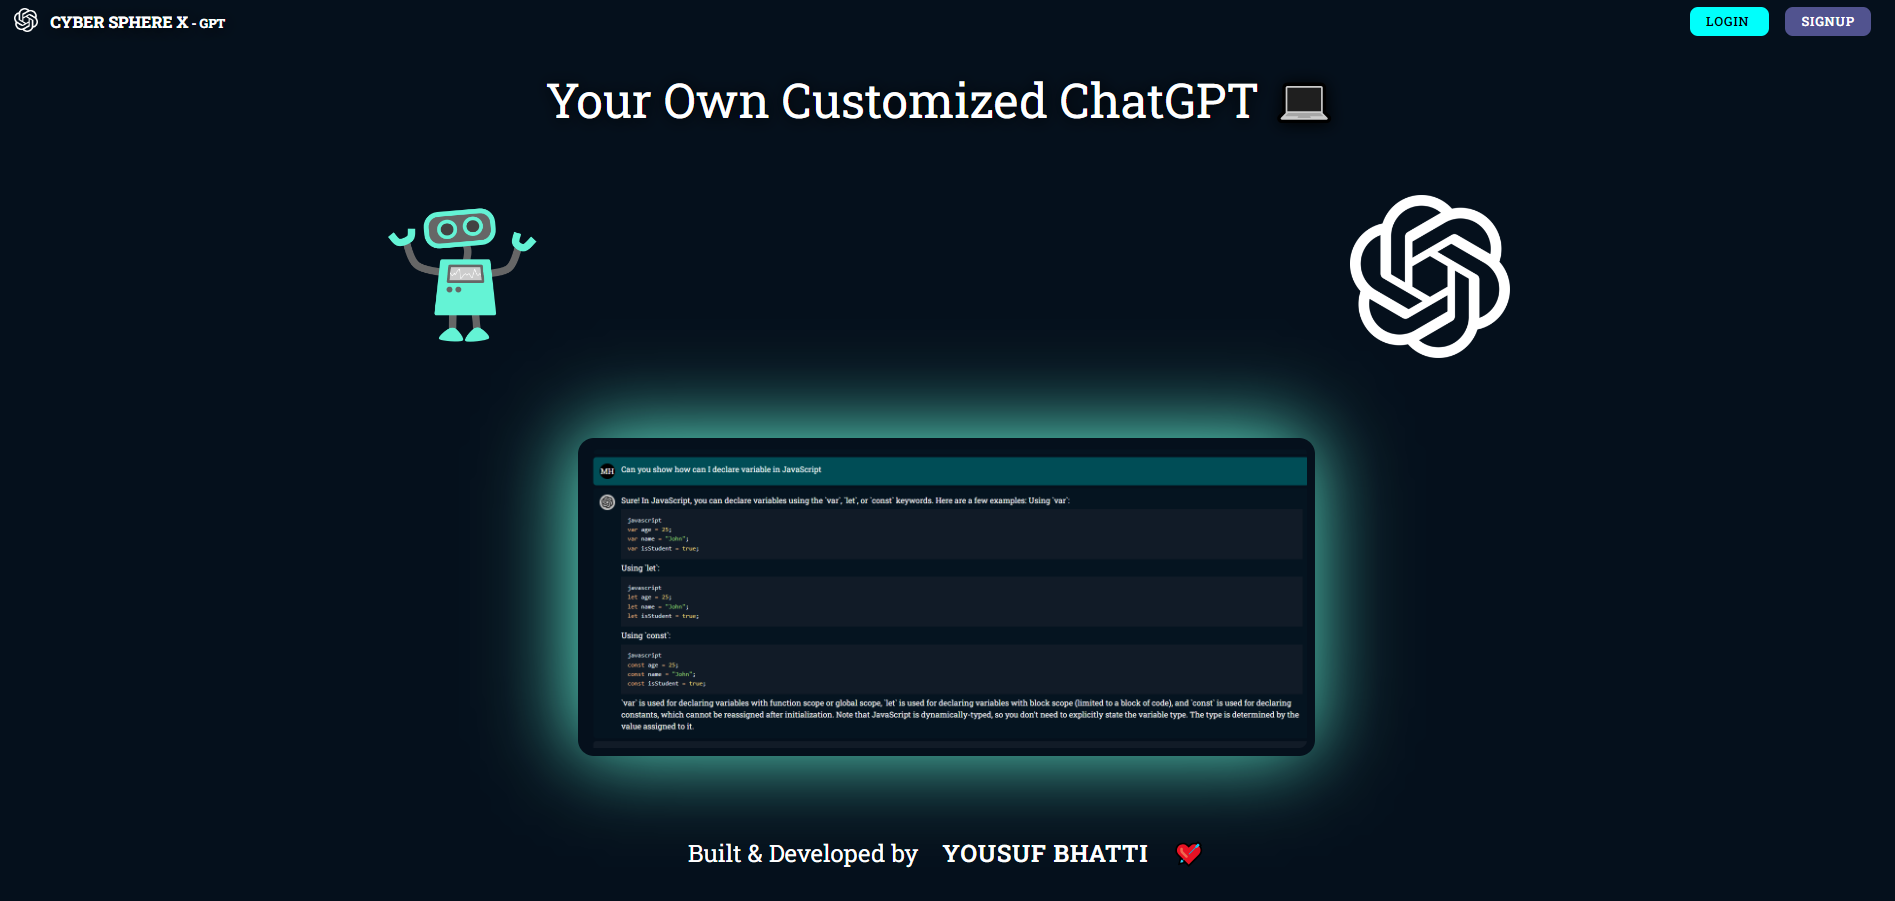 CYBER SPHERE X - GPT
LOGIN
SIGNUP
Your Own Customized ChatGPT
MH
Can you show how can I declare variable in JavaScript
Sure! In JavaScript, you can declare variables using the `var`, `let`, or `const` keywords. Here are a few examples: Using `var`:
javascript
var age = 25;
var name = "John";
var isStudent = true;
Using `let`:
javascript
let age = 25;
let name = "John";
let isStudent = true;
Using `const`:
javascript
const age = 25;
const name = "John";
const isStudent = true;
`var` is used for declaring variables with function scope or global scope, `let` is used for declaring variables with block scope (limited to a block of code), and `const` is used for declaring
constants, which cannot be reassigned after initialization. Note that JavaScript is dynamically-typed, so you don't need to explicitly state the variable type. The type is determined by the
value assigned to it.
Built & Developed by YOUSUF BHATTI